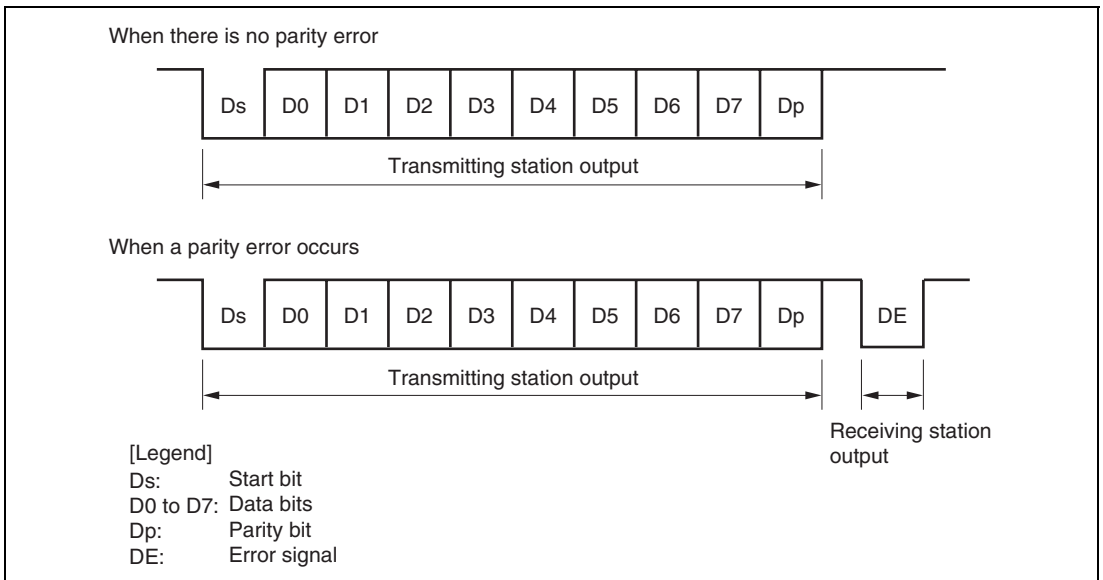 When there is no parity error
Ds D0 D1 D2 D3 D4 D5 D6 D7 Dp
Transmitting station output
When a parity error occurs
Ds D0 D1 D2 D3 D4 D5 D6 D7 Dp DE
Transmitting station output
Receiving station
output
[Legend]
Ds: Start bit
D0 to D7: Data bits
Dp: Parity bit
DE: Error signal